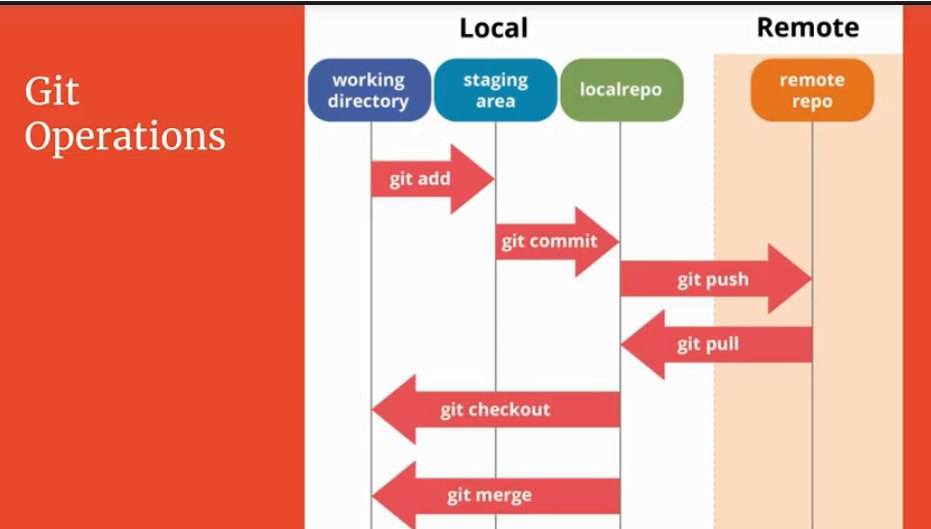 Git
Operations
Local
Remote
working
directory
staging
area
localrepo
remote
repo
git add
git commit
git push
git pull
git checkout
git merge